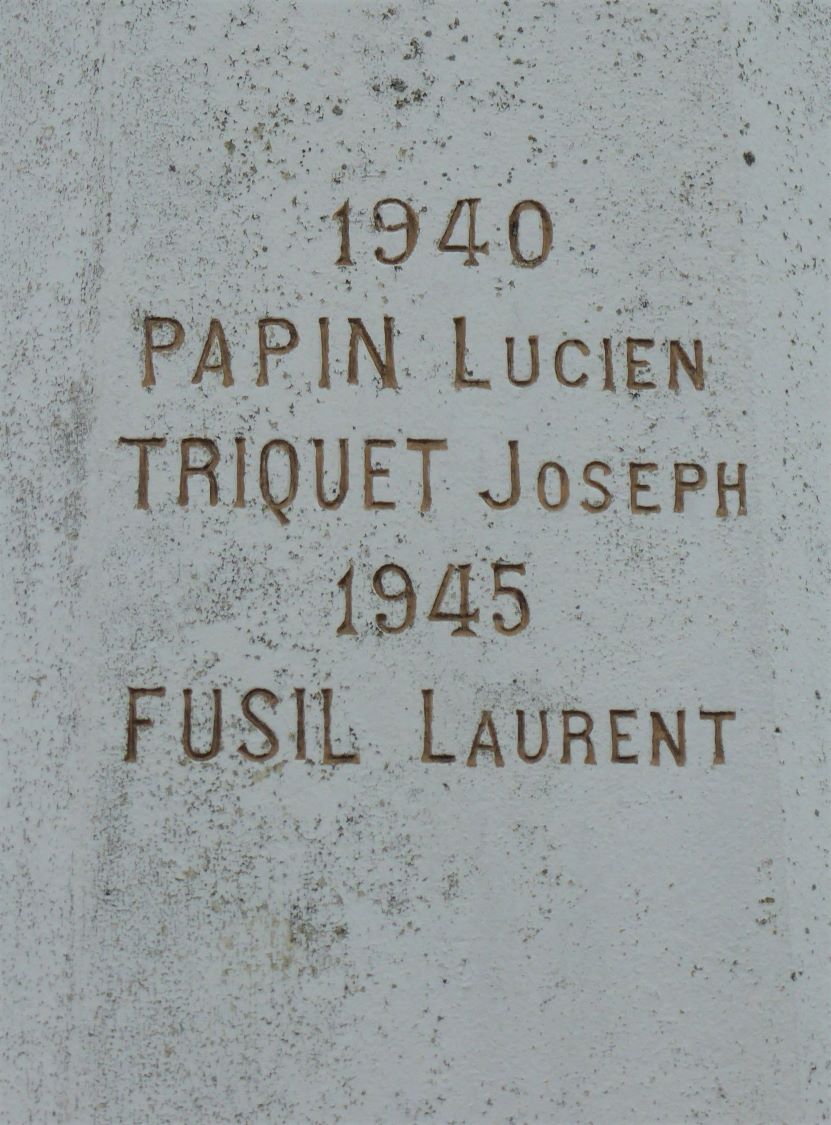 1940
PAPIN LUCIEN
TRIQUET JOSEPH
1945
FUSIL LAURENT